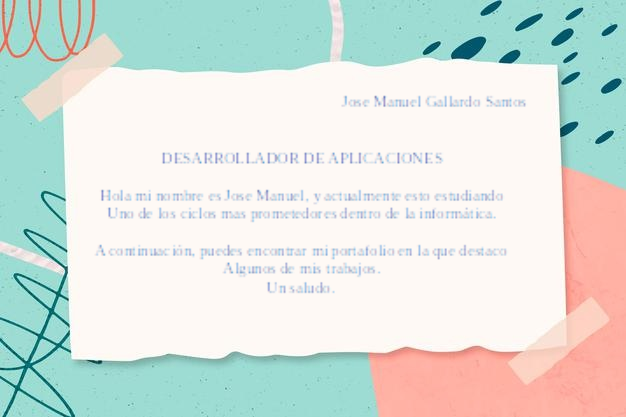 Jose Manuel Gallardo Santos
DESARROLLADOR DE APLICACIONES
Hola mi nombre es Jose Manuel, y actualmente esto estudiando
Uno de los ciclos mas prometedores dentro de la informática.
A continuación, puedes encontrar mi portafolio en la que destaco
Algunos de mis trabajos.
Un saludo.